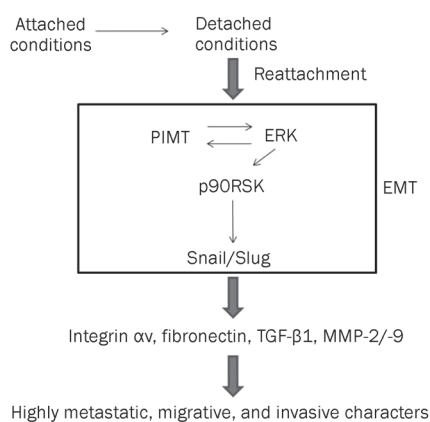 Attached
conditions
Detached
conditions
Reattachment
PIMT
ERK
p90RSK
EMT
Snail/Slug
Integrin αv, fibronectin, TGF-β1, MMP-2/-9
Highly metastatic, migrative, and invasive characters